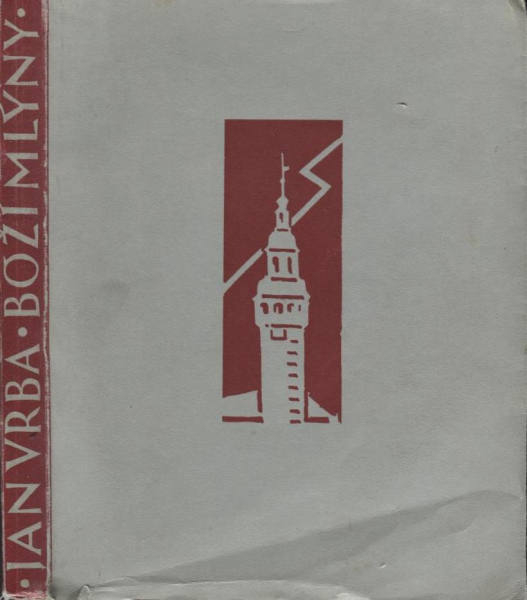 · JAN VRBA · BOŽÍ MLÝNY ·